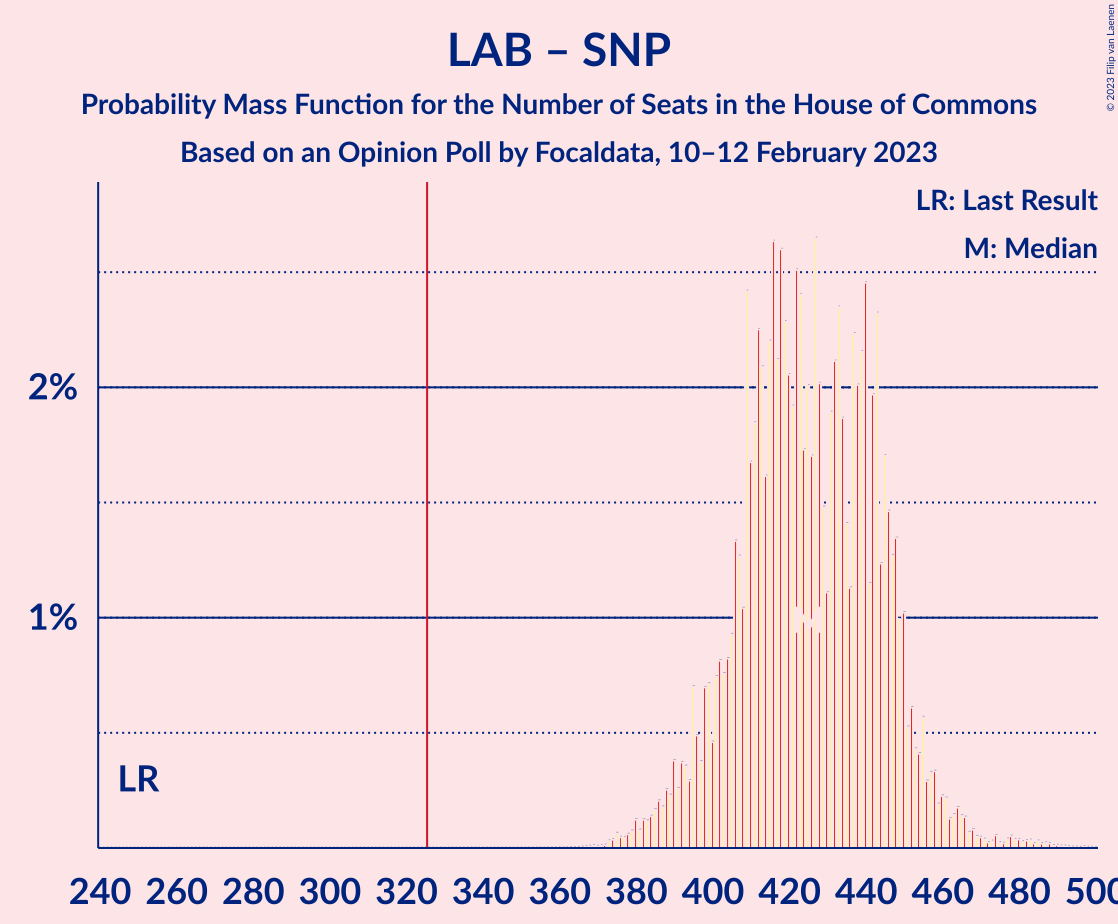 LAB – SNP
Probability Mass Function for the Number of Seats in the House of Commons
Based on an Opinion Poll by Focaldata, 10–12 February 2023
© 2023 Filip van Laenen
LR: Last Result
M: Median
2%
1%
LR
240 260 280 300 320 340 360 380 400 420 440 460 480 500